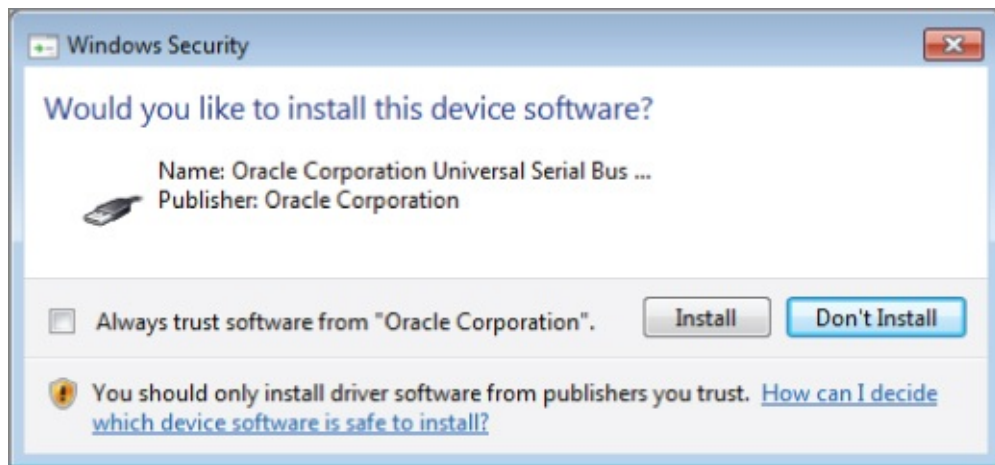 Windows Security
Would you like to install this device software?
Name: Oracle Corporation Universal Serial Bus ...
Publisher: Oracle Corporation
Always trust software from "Oracle Corporation".
Install
Don't Install
You should only install driver software from publishers you trust. How can I decide
which device software is safe to install?